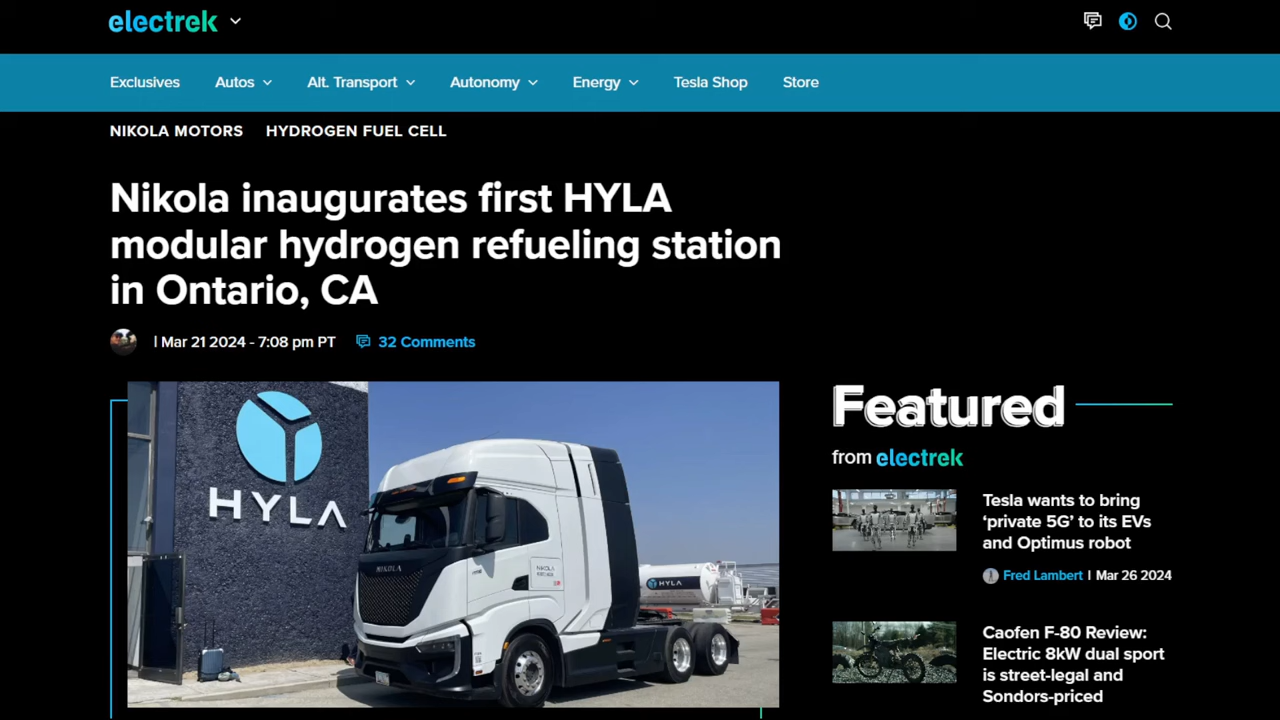 electrek
Exclusives Autos Alt. Transport Autonomy Energy Tesla Shop Store
NIKOLA MOTORS HYDROGEN FUEL CELL
Nikola inaugurates first HYLA
modular hydrogen refueling station
in Ontario, CA
| Mar 21 2024 - 7:08 pm PT 32 Comments
HYLA
NIKOLA
HYLA
Featured
from electrek
Tesla wants to bring
‘private 5G’ to its EVs
and Optimus robot
Fred Lambert | Mar 26 2024
Caofen F-80 Review:
Electric 8kW dual sport
is street-legal and
Sondors-priced